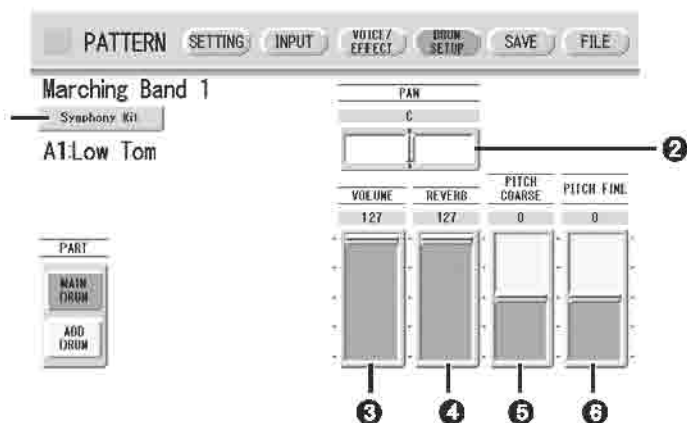 PATTERN SETTING INPUT VOICE/EFFECT DRUM SETUP SAVE FILE
Marching Band 1
Symphony Kit
A1:Low Tom
PAN
C
2
VOLUME REVERB PITCH COARSE PITCH FINE
127 127 0 0
PART
MAIN DRUM
ADD DRUM
3 4 5 6